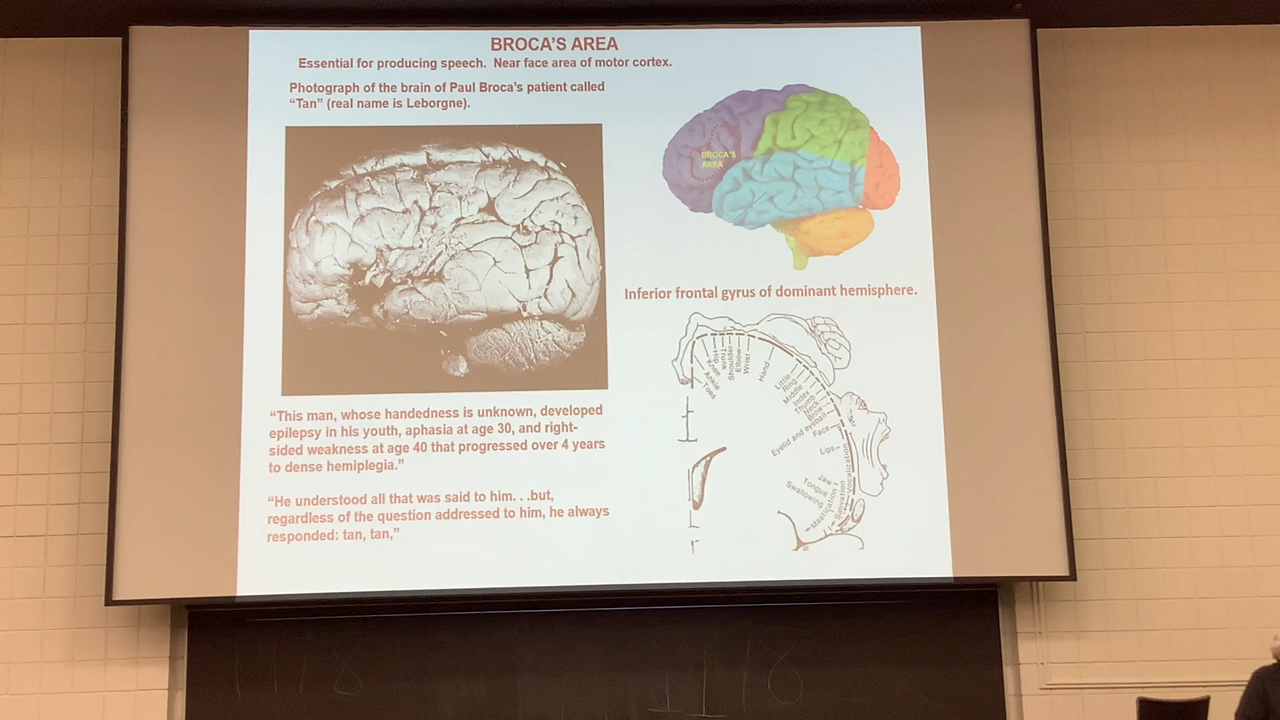 BROCA'S AREA
Essential for producing speech. Near face area of motor cortex.
Photograph of the brain of Paul Broca's patient called
“Tan” (real name is Leborgne).
BROCA'S
AREA
Inferior frontal gyrus of dominant hemisphere.
Toes
Ankle
Knee
Hip
Trunk
Shoulder
Elbow
Wrist
Hand
Little
Ring
Middle
Index
Thumb
Neck
Brow
Eyelid and eyeball
Face
Lips
Vocalization
Jaw
Tongue
Swallowing
Mastication
Salivation
“This man, whose handedness is unknown, developed
epilepsy in his youth, aphasia at age 30, and right-
sided weakness at age 40 that progressed over 4 years
to dense hemiplegia.”
“He understood all that was said to him. . .but,
regardless of the question addressed to him, he always
responded: tan, tan,”